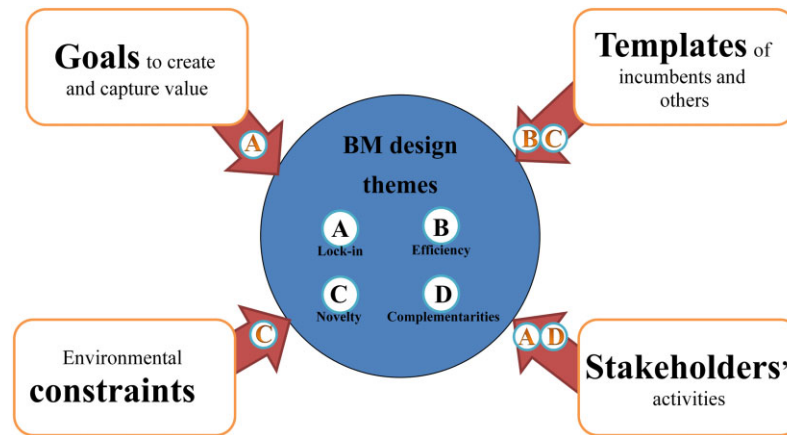 Goals to create
and capture value
Templates of
incumbents and
others
A
B C
BM design
themes
A
B
Lock-in
Efficiency
C
D
Novelty
Complementarities
C
A D
Environmental
constraints
Stakeholders’
activities